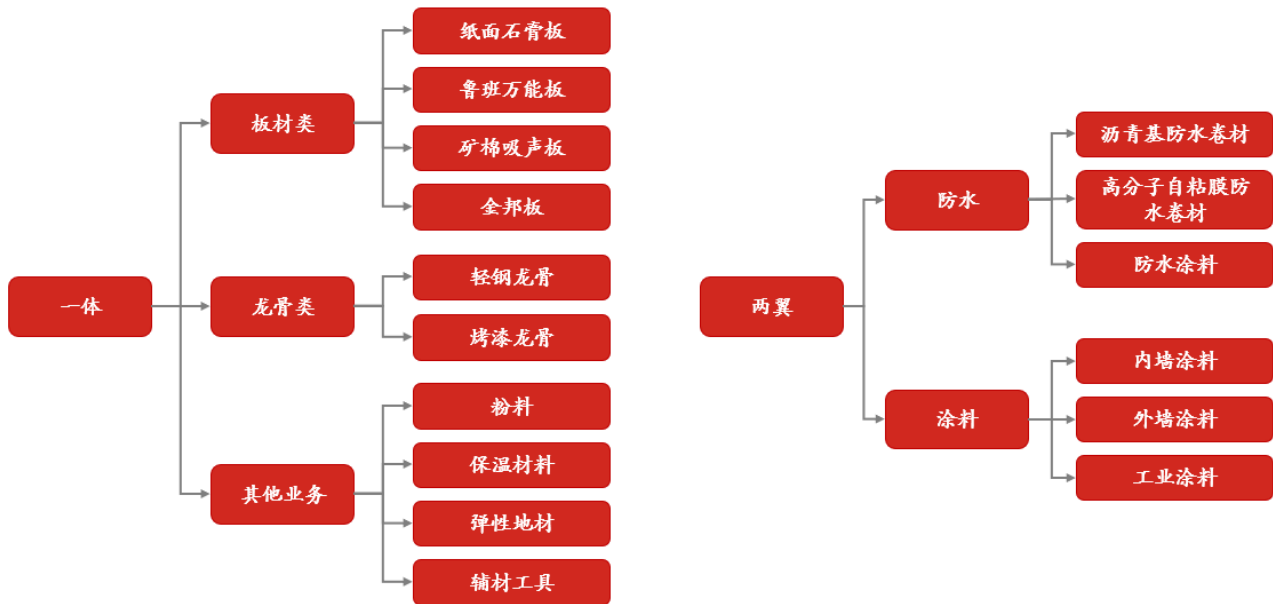 一体
板材类
纸面石膏板
鲁班万能板
矿棉吸声板
金邦板
龙骨类
轻钢龙骨
烤漆龙骨
其他业务
粉料
保温材料
弹性地材
辅材工具
两翼
防水
沥青基防水卷材
高分子自粘膜防
水卷材
防水涂料
涂料
内墙涂料
外墙涂料
工业涂料